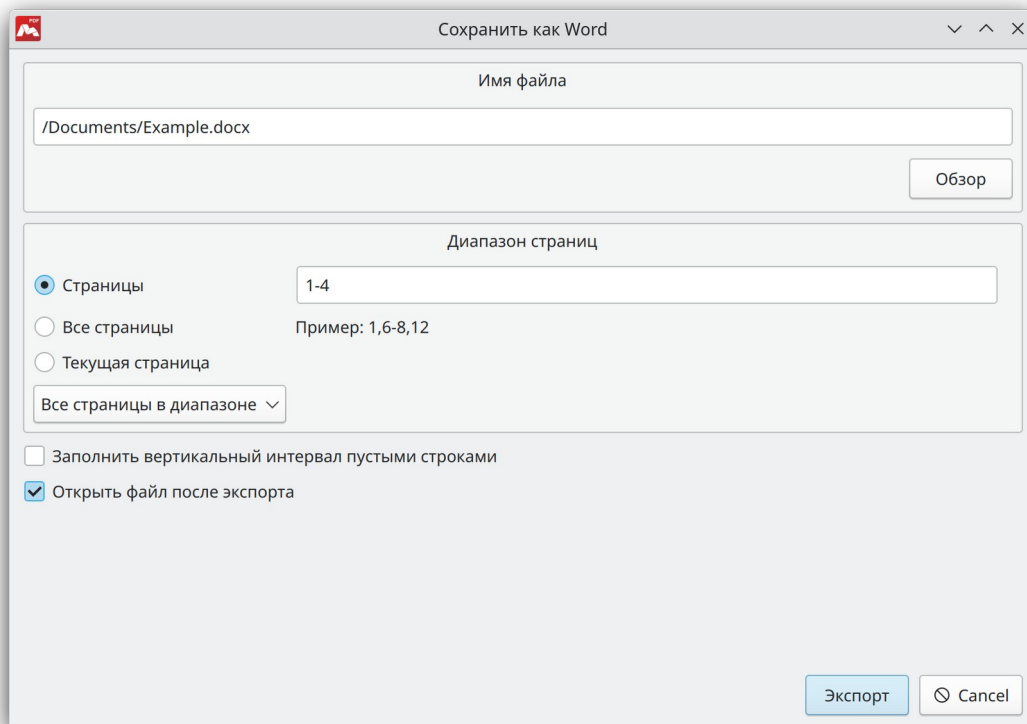 PDF
Сохранить как Word
Имя файла
/Documents/Example.docx
Обзор
Диапазон страниц
Страницы
1-4
Все страницы
Пример: 1,6-8,12
Текущая страница
Все страницы в диапазоне
Заполнить вертикальный интервал пустыми строками
Открыть файл после экспорта
Экспорт
Cancel